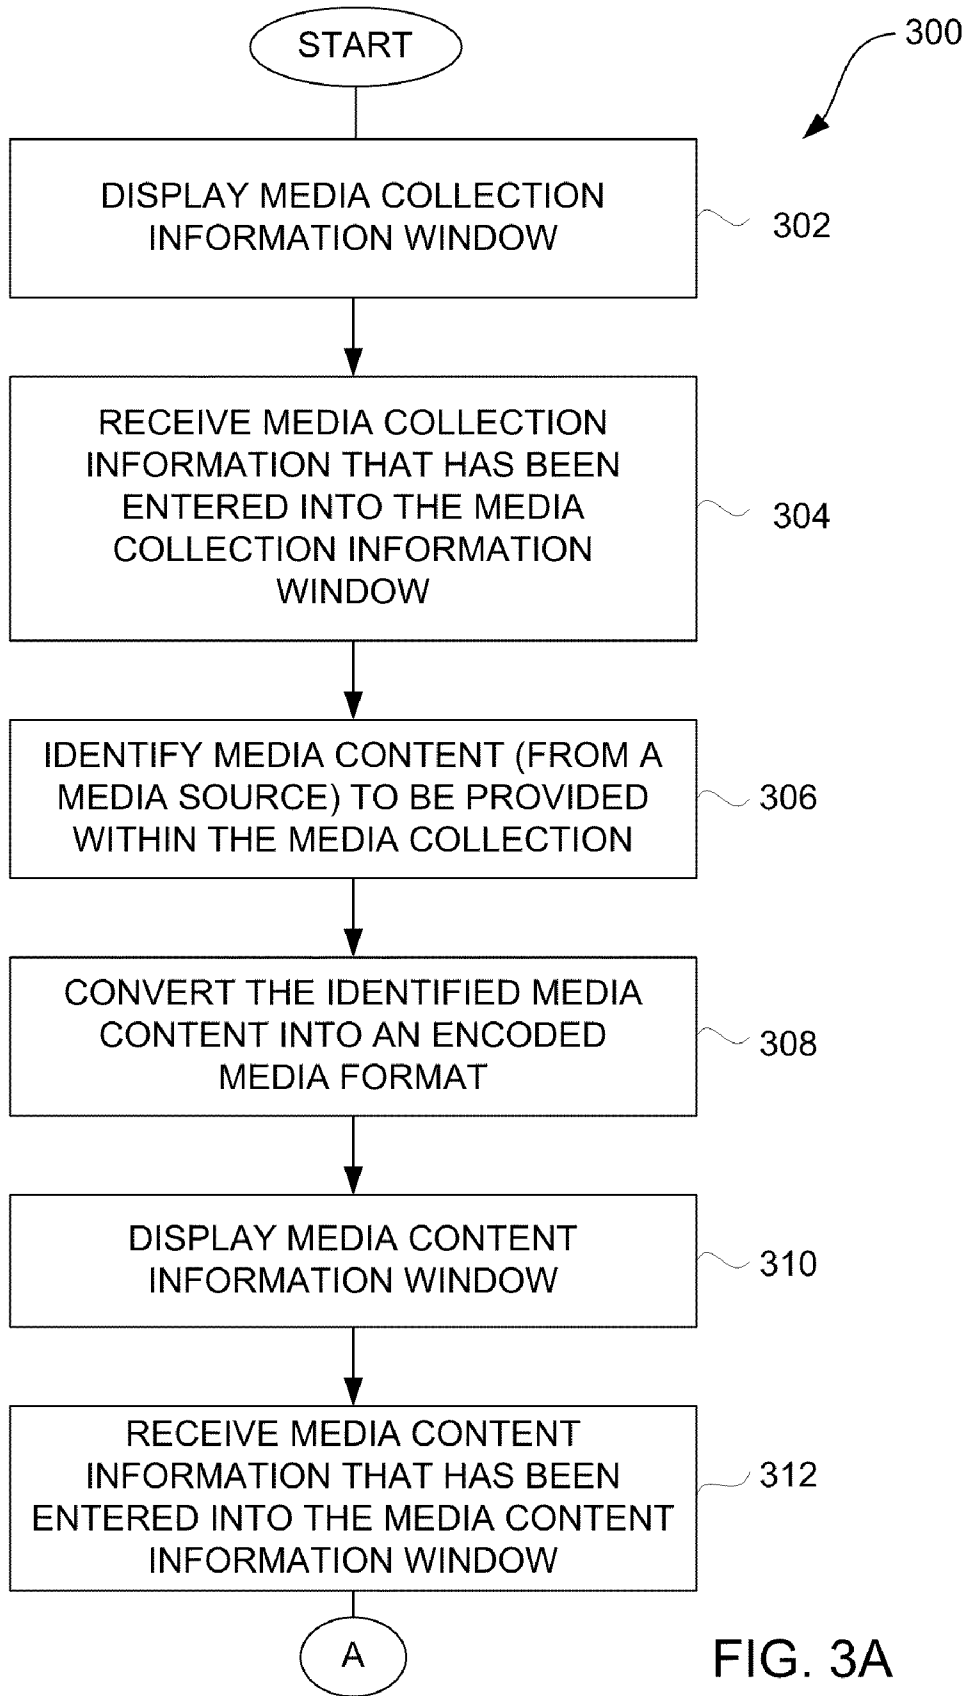 START
300
DISPLAY MEDIA COLLECTION
INFORMATION WINDOW
302
RECEIVE MEDIA COLLECTION
INFORMATION THAT HAS BEEN
ENTERED INTO THE MEDIA
COLLECTION INFORMATION
WINDOW
304
IDENTIFY MEDIA CONTENT (FROM A
MEDIA SOURCE) TO BE PROVIDED
WITHIN THE MEDIA COLLECTION
306
CONVERT THE IDENTIFIED MEDIA
CONTENT INTO AN ENCODED
MEDIA FORMAT
308
DISPLAY MEDIA CONTENT
INFORMATION WINDOW
310
RECEIVE MEDIA CONTENT
INFORMATION THAT HAS BEEN
ENTERED INTO THE MEDIA CONTENT
INFORMATION WINDOW
312
A
FIG. 3A